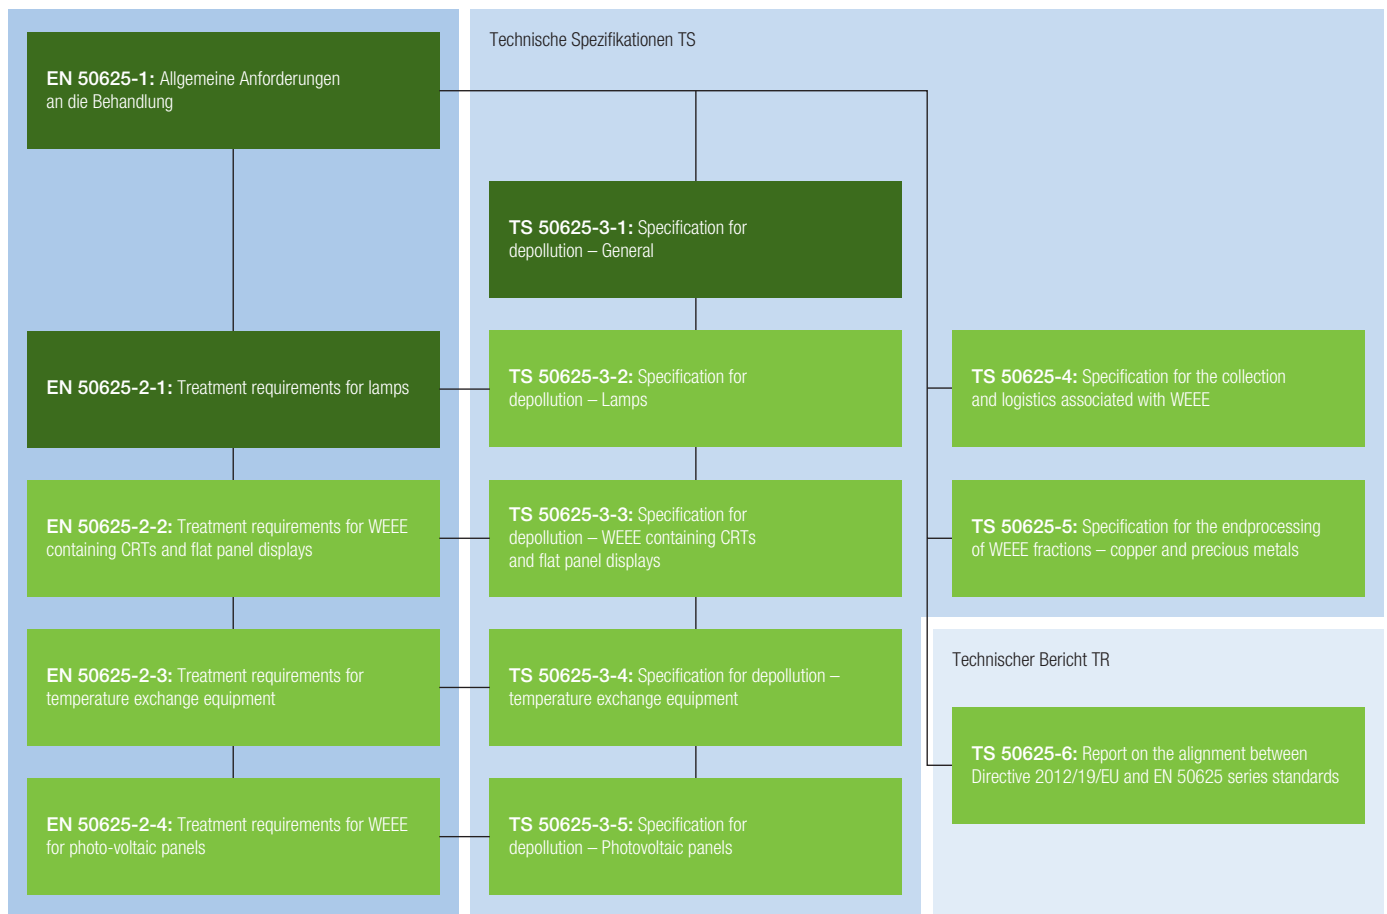 EN 50625-1: Allgemeine Anforderungen
an die Behandlung
EN 50625-2-1: Treatment requirements for lamps
EN 50625-2-2: Treatment requirements for WEEE
containing CRTs and flat panel displays
EN 50625-2-3: Treatment requirements for
temperature exchange equipment
EN 50625-2-4: Treatment requirements for WEEE
for photo-voltaic panels
Technische Spezifikationen TS
TS 50625-3-1: Specification for
depollution – General
TS 50625-3-2: Specification for
depollution – Lamps
TS 50625-3-3: Specification for
depollution – WEEE containing CRTs
and flat panel displays
TS 50625-3-4: Specification for depollution –
temperature exchange equipment
TS 50625-3-5: Specification for
depollution – Photovoltaic panels
TS 50625-4: Specification for the collection
and logistics associated with WEEE
TS 50625-5: Specification for the endprocessing
of WEEE fractions – copper and precious metals
Technischer Bericht TR
TS 50625-6: Report on the alignment between
Directive 2012/19/EU and EN 50625 series standards